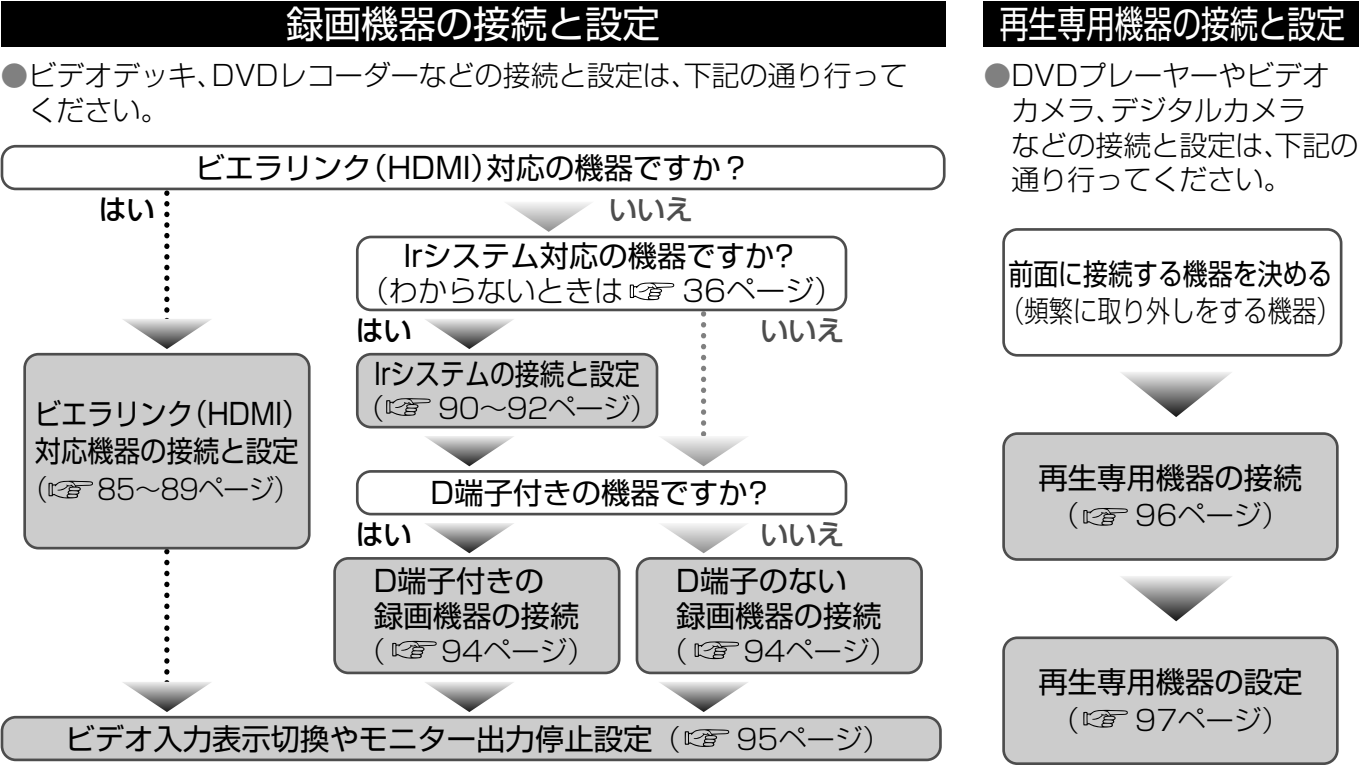 録画機器の接続と設定
●ビデオデッキ、DVDレコーダーなどの接続と設定は、下記の通り行って
ください。
ビエラリンク(HDMI)対応の機器ですか?
はい
いいえ
Irシステム対応の機器ですか?
(わからないときは ☞ 36ページ)
はい
いいえ
Irシステムの接続と設定
(☞ 90~92ページ)
ビエラリンク(HDMI)
対応機器の接続と設定
(☞ 85~89ページ)
D端子付きの機器ですか?
はい
いいえ
D端子付きの
録画機器の接続
(☞ 94ページ)
D端子のない
録画機器の接続
(☞ 94ページ)
ビデオ入力表示切換やモニター出力停止設定 (☞ 95ページ)
再生専用機器の接続と設定
●DVDプレーヤーやビデオ
カメラ、デジタルカメラ
などの接続と設定は、下記の
通り行ってください。
前面に接続する機器を決める
(頻繁に取り外しをする機器)
再生専用機器の接続
(☞ 96ページ)
再生専用機器の設定
(☞ 97ページ)